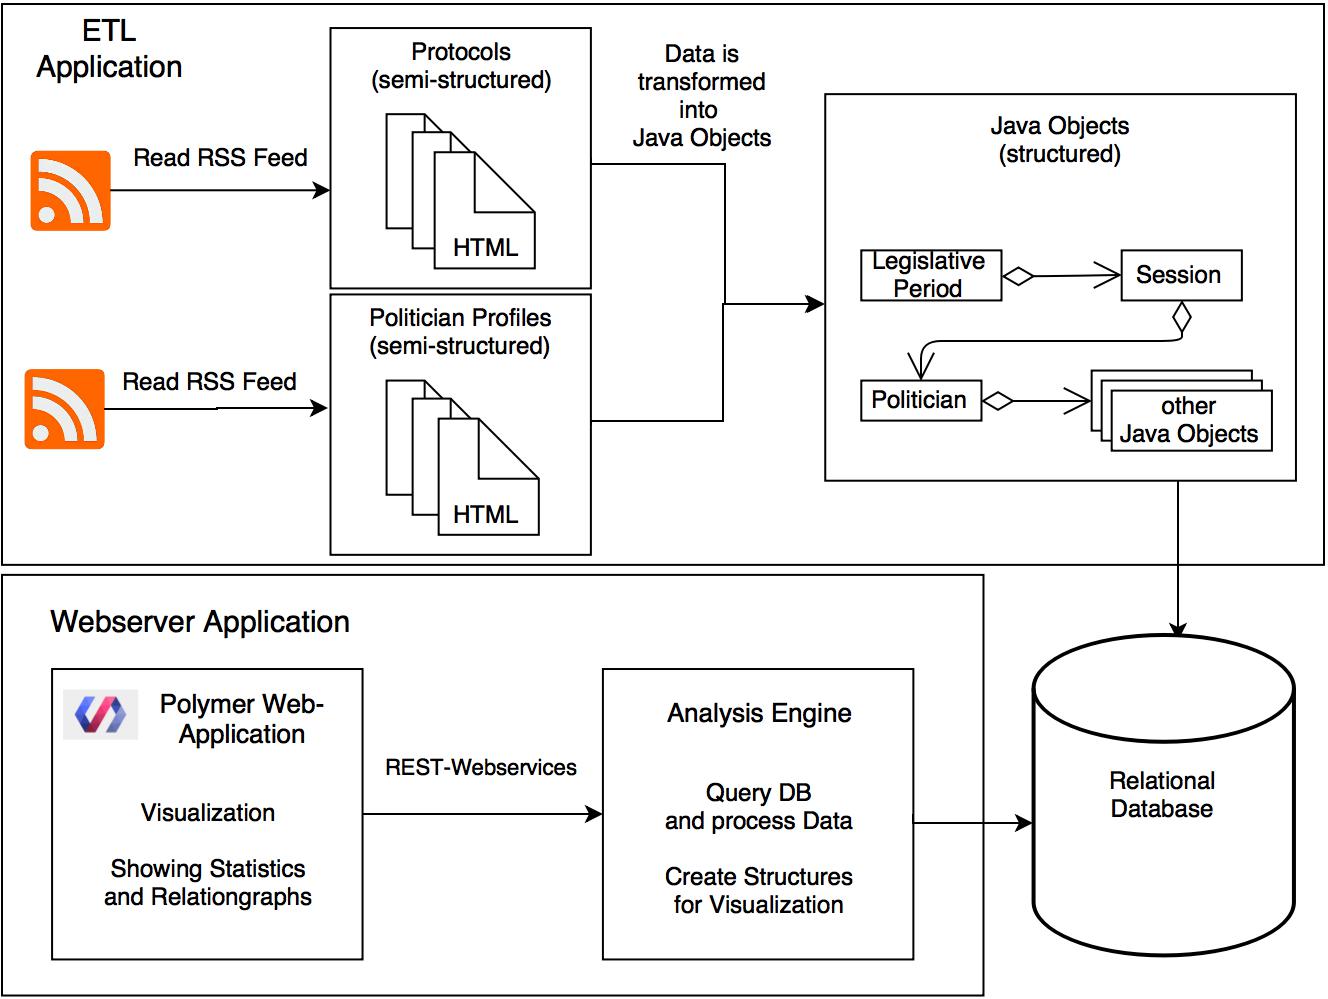 ETL
Application
Read RSS Feed
Protocols
(semi-structured)
HTML
Data is
transformed
into
Java Objects
Java Objects
(structured)
Legislative
Period
Session
Politician
other
Java Objects
Read RSS Feed
Politician Profiles
(semi-structured)
HTML
Webserver Application
Polymer Web-
Application
Visualization
Showing Statistics
and Relationgraphs
REST-Webservices
Analysis Engine
Query DB
and process Data
Create Structures
for Visualization
Relational
Database